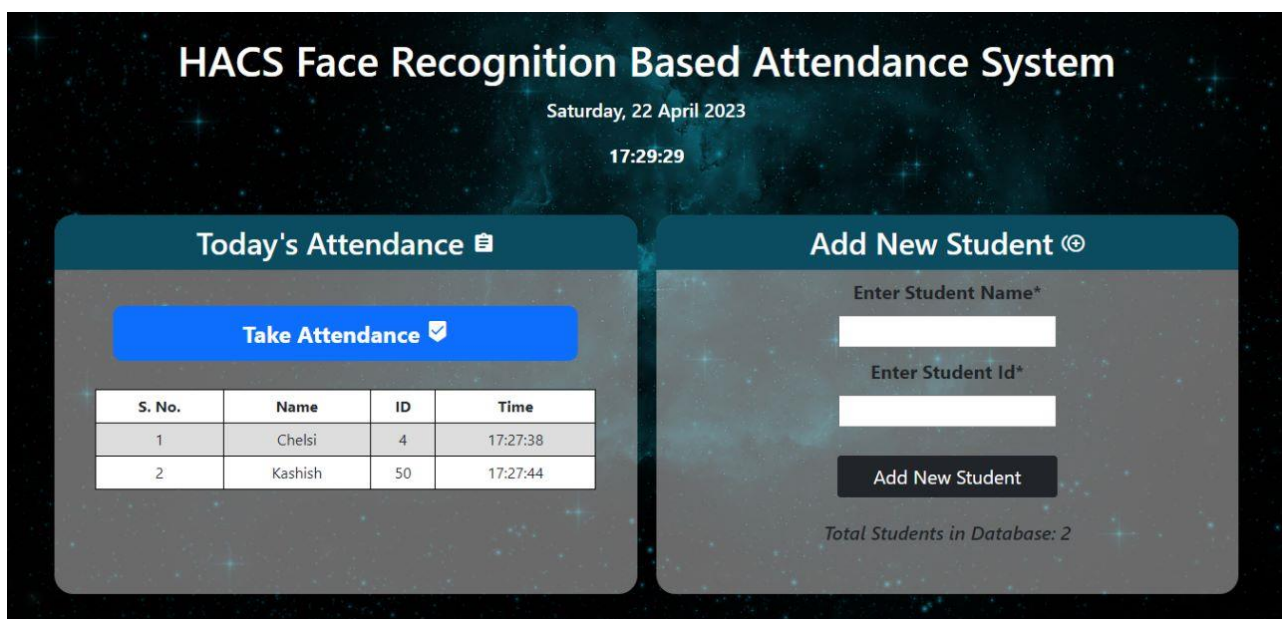 HACS Face Recognition Based Attendance System
Saturday, 22 April 2023
17:29:29
Today's Attendance
Take Attendance
S. No. Name ID Time
1 Chelsi 4 17:27:38
2 Kashish 50 17:27:44
Add New Student
Enter Student Name*
Enter Student Id*
Add New Student
Total Students in Database: 2